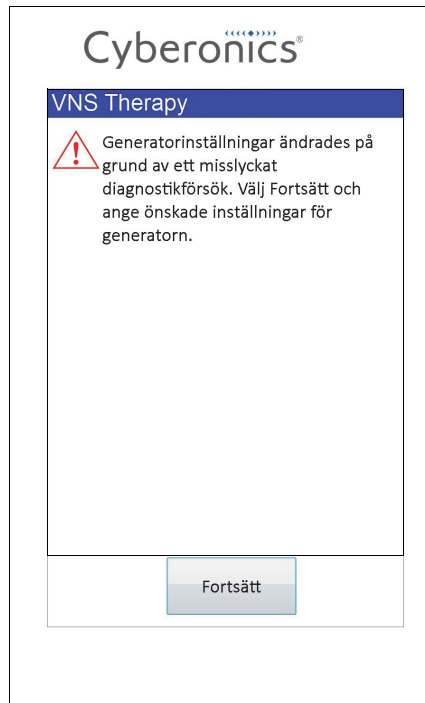 Cyberonics®
VNS Therapy
Generatorinställningar ändrades på
grund av ett misslyckat
diagnostikförsök. Välj Fortsätt och
ange önskade inställningar för
generatorn.
Fortsätt